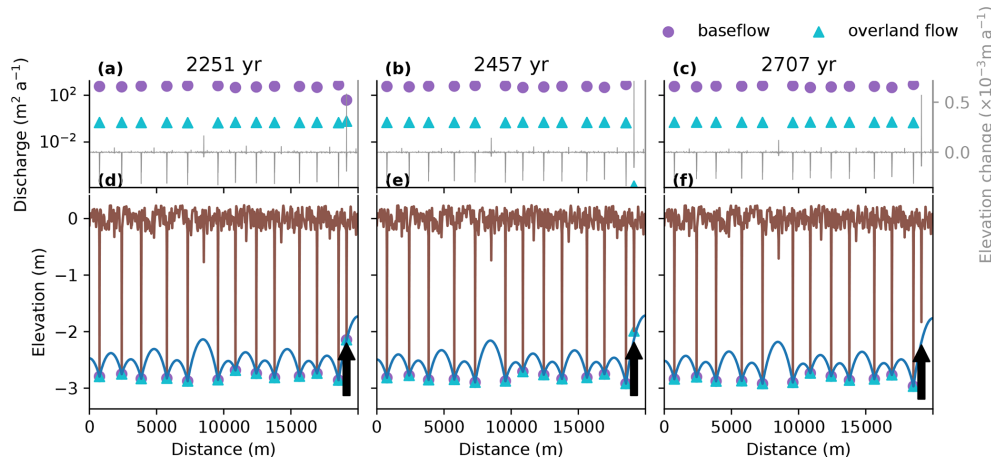 baseflow overland flow
(a) 2251 yr (b) 2457 yr (c) 2707 yr
Discharge (m² a⁻¹)
10²
10⁻²
0.5
0.0
Elevation change (×10⁻³m a⁻¹)
(d) (e) (f)
Elevation (m)
0
−1
−2
−3
0 5000 10000 15000 0 5000 10000 15000 0 5000 10000 15000
Distance (m) Distance (m) Distance (m)